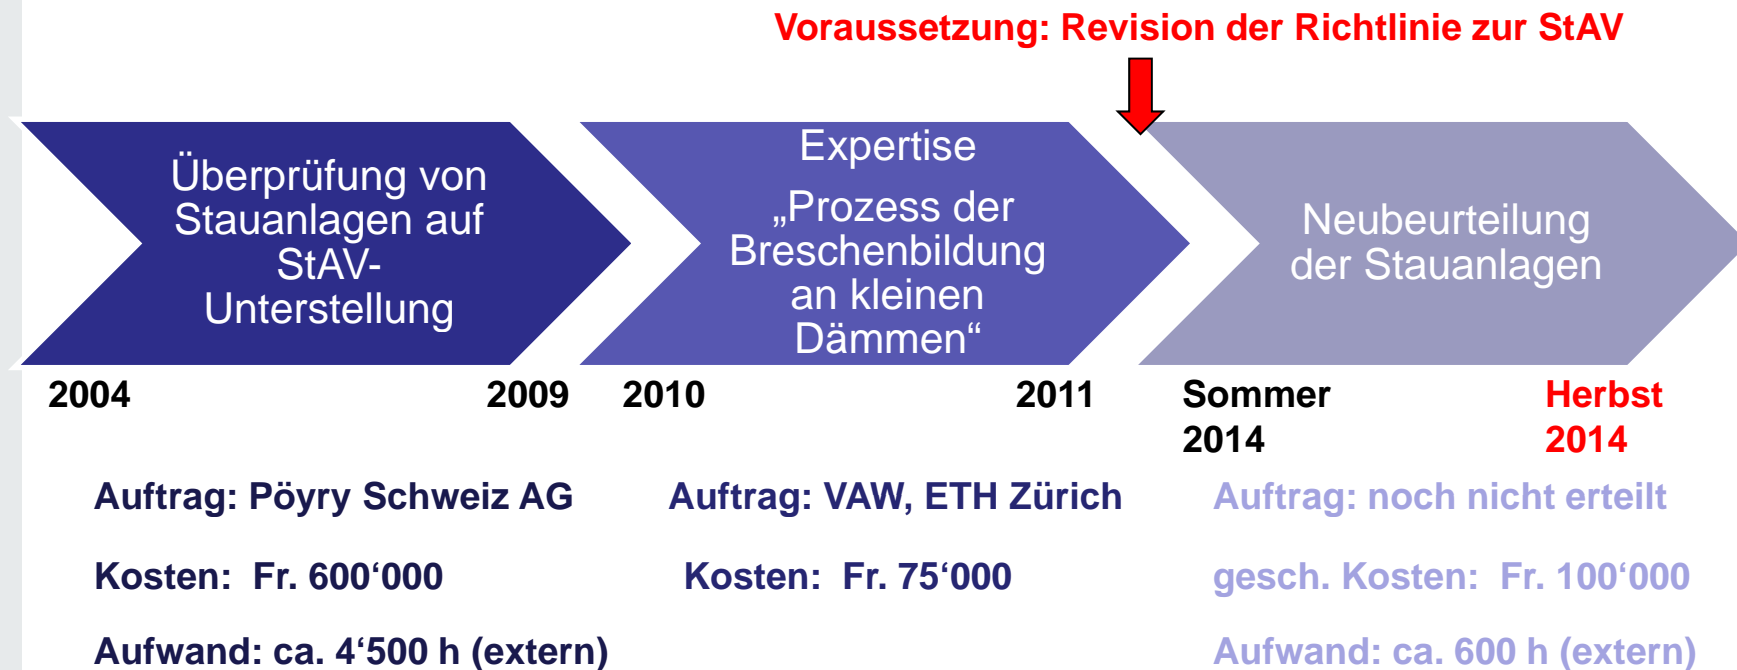 Voraussetzung: Revision der Richtlinie zur StAV
Überprüfung von
Stauanlagen auf
StAV-
Unterstellung
Expertise
„Prozess der
Breschenbildung
an kleinen
Dämmen“
Neubeurteilung
der Stauanlagen
2004
2009
2010
2011
Sommer
2014
Herbst
2014
Auftrag: Pöyry Schweiz AG
Kosten: Fr. 600‘000
Aufwand: ca. 4‘500 h (extern)
Auftrag: VAW, ETH Zürich
Kosten: Fr. 75‘000
Auftrag: noch nicht erteilt
gesch. Kosten: Fr. 100‘000
Aufwand: ca. 600 h (extern)